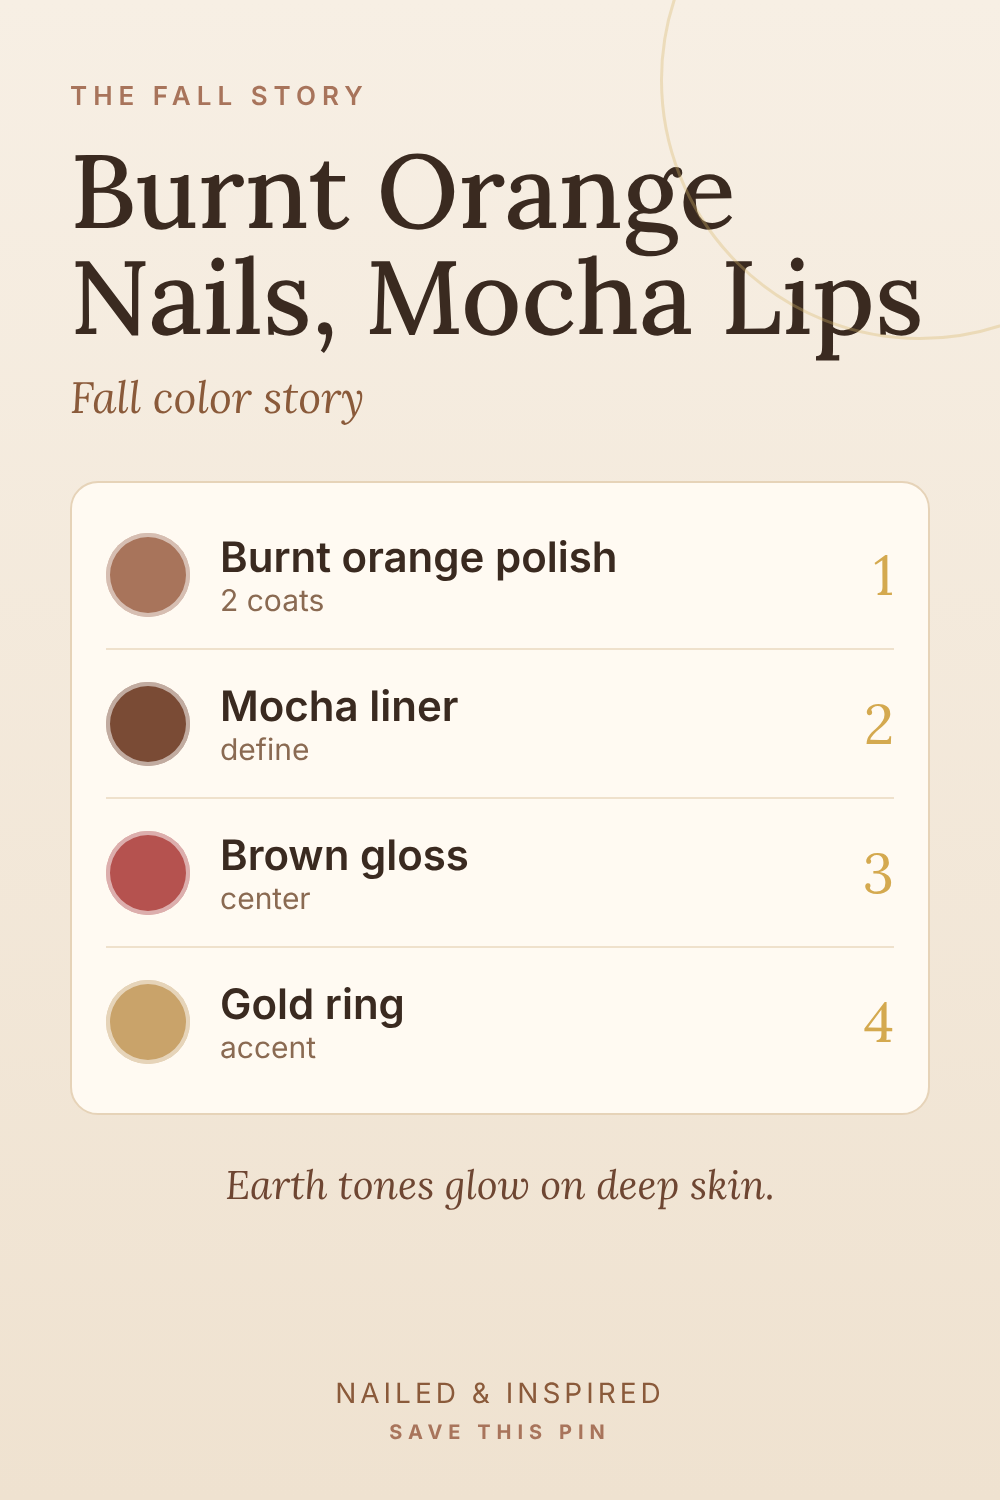 THE FALL STORY
Burnt Orange
Nails, Mocha Lips
Fall color story
Burnt orange polish
2 coats
1
Mocha liner
define
2
Brown gloss
center
3
Gold ring
accent
4
Earth tones glow on deep skin.
NAILED & INSPIRED
SAVE THIS PIN